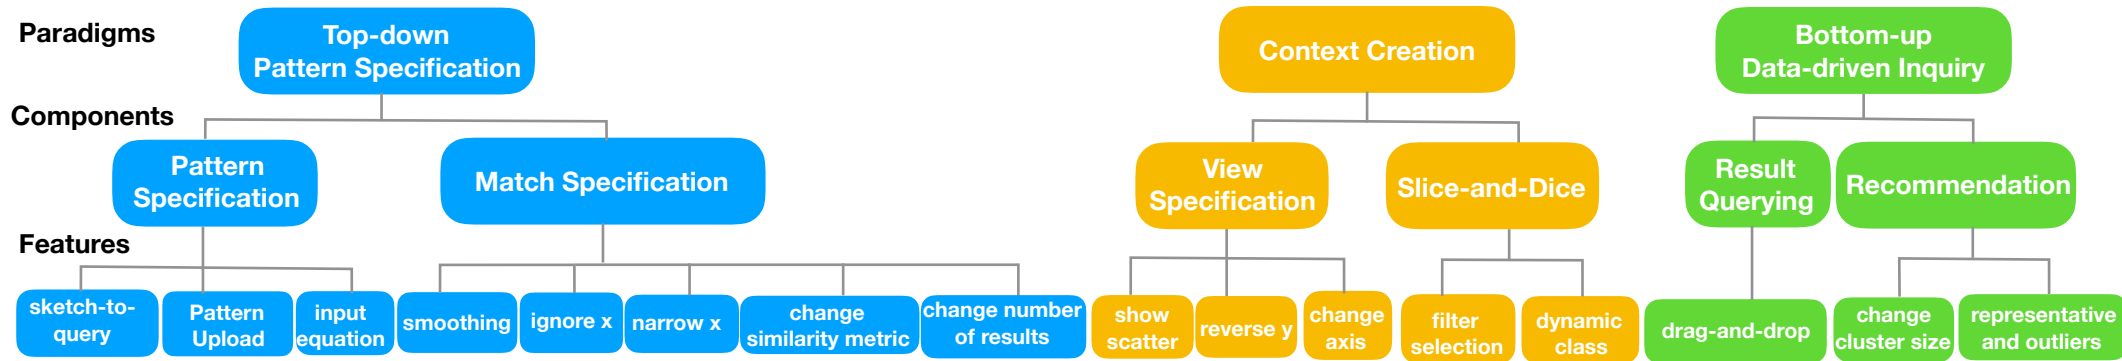 Paradigms
Top-down
Pattern Specification
Context Creation
Bottom-up
Data-driven Inquiry
Components
Pattern
Specification
Match Specification
View
Specification
Slice-and-Dice
Result
Querying
Recommendation
Features
sketch-to-
query
Pattern
Upload
input
equation
smoothing
ignore x
narrow x
change
similarity metric
change number
of results
show
scatter
reverse y
change
axis
filter
selection
dynamic
class
drag-and-drop
change
cluster size
representative
and outliers